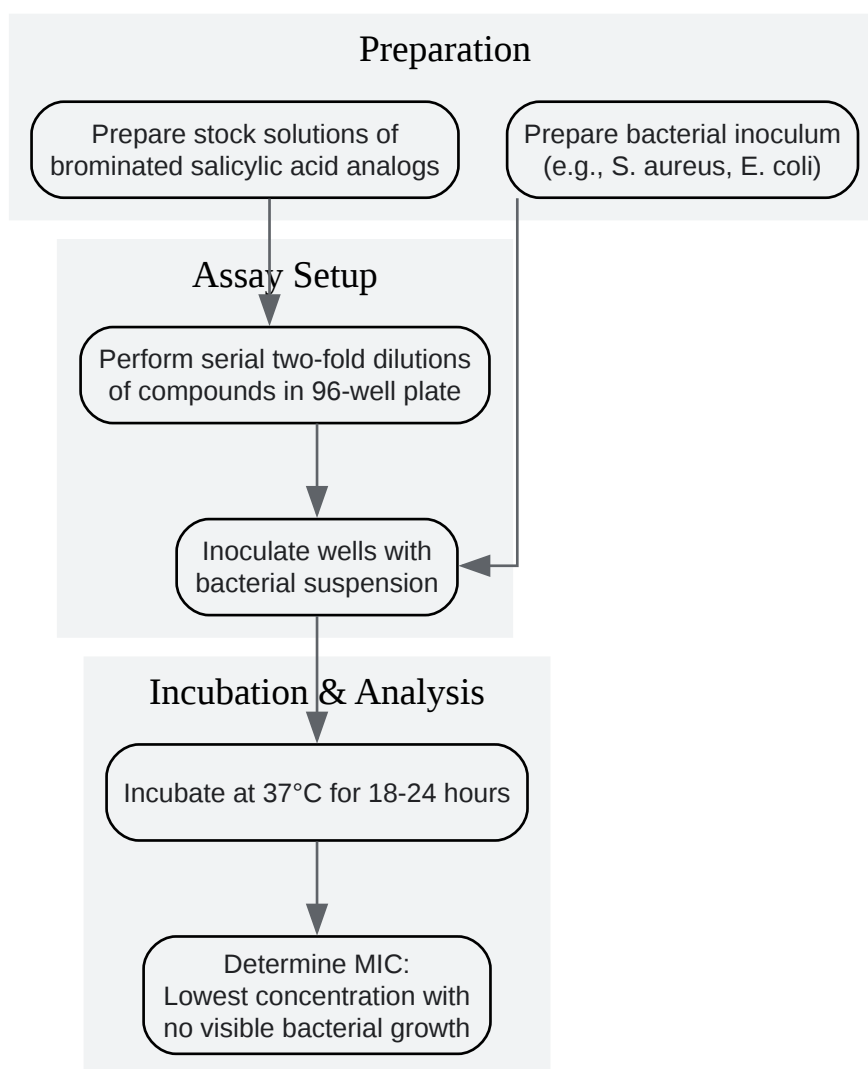 Preparation
Prepare stock solutions of
brominated salicylic acid analogs
Prepare bacterial inoculum
(e.g., S. aureus, E. coli)
Assay Setup
Perform serial two-fold dilutions
of compounds in 96-well plate
Inoculate wells with
bacterial suspension
Incubation & Analysis
Incubate at 37°C for 18-24 hours
Determine MIC:
Lowest concentration with
no visible bacterial growth